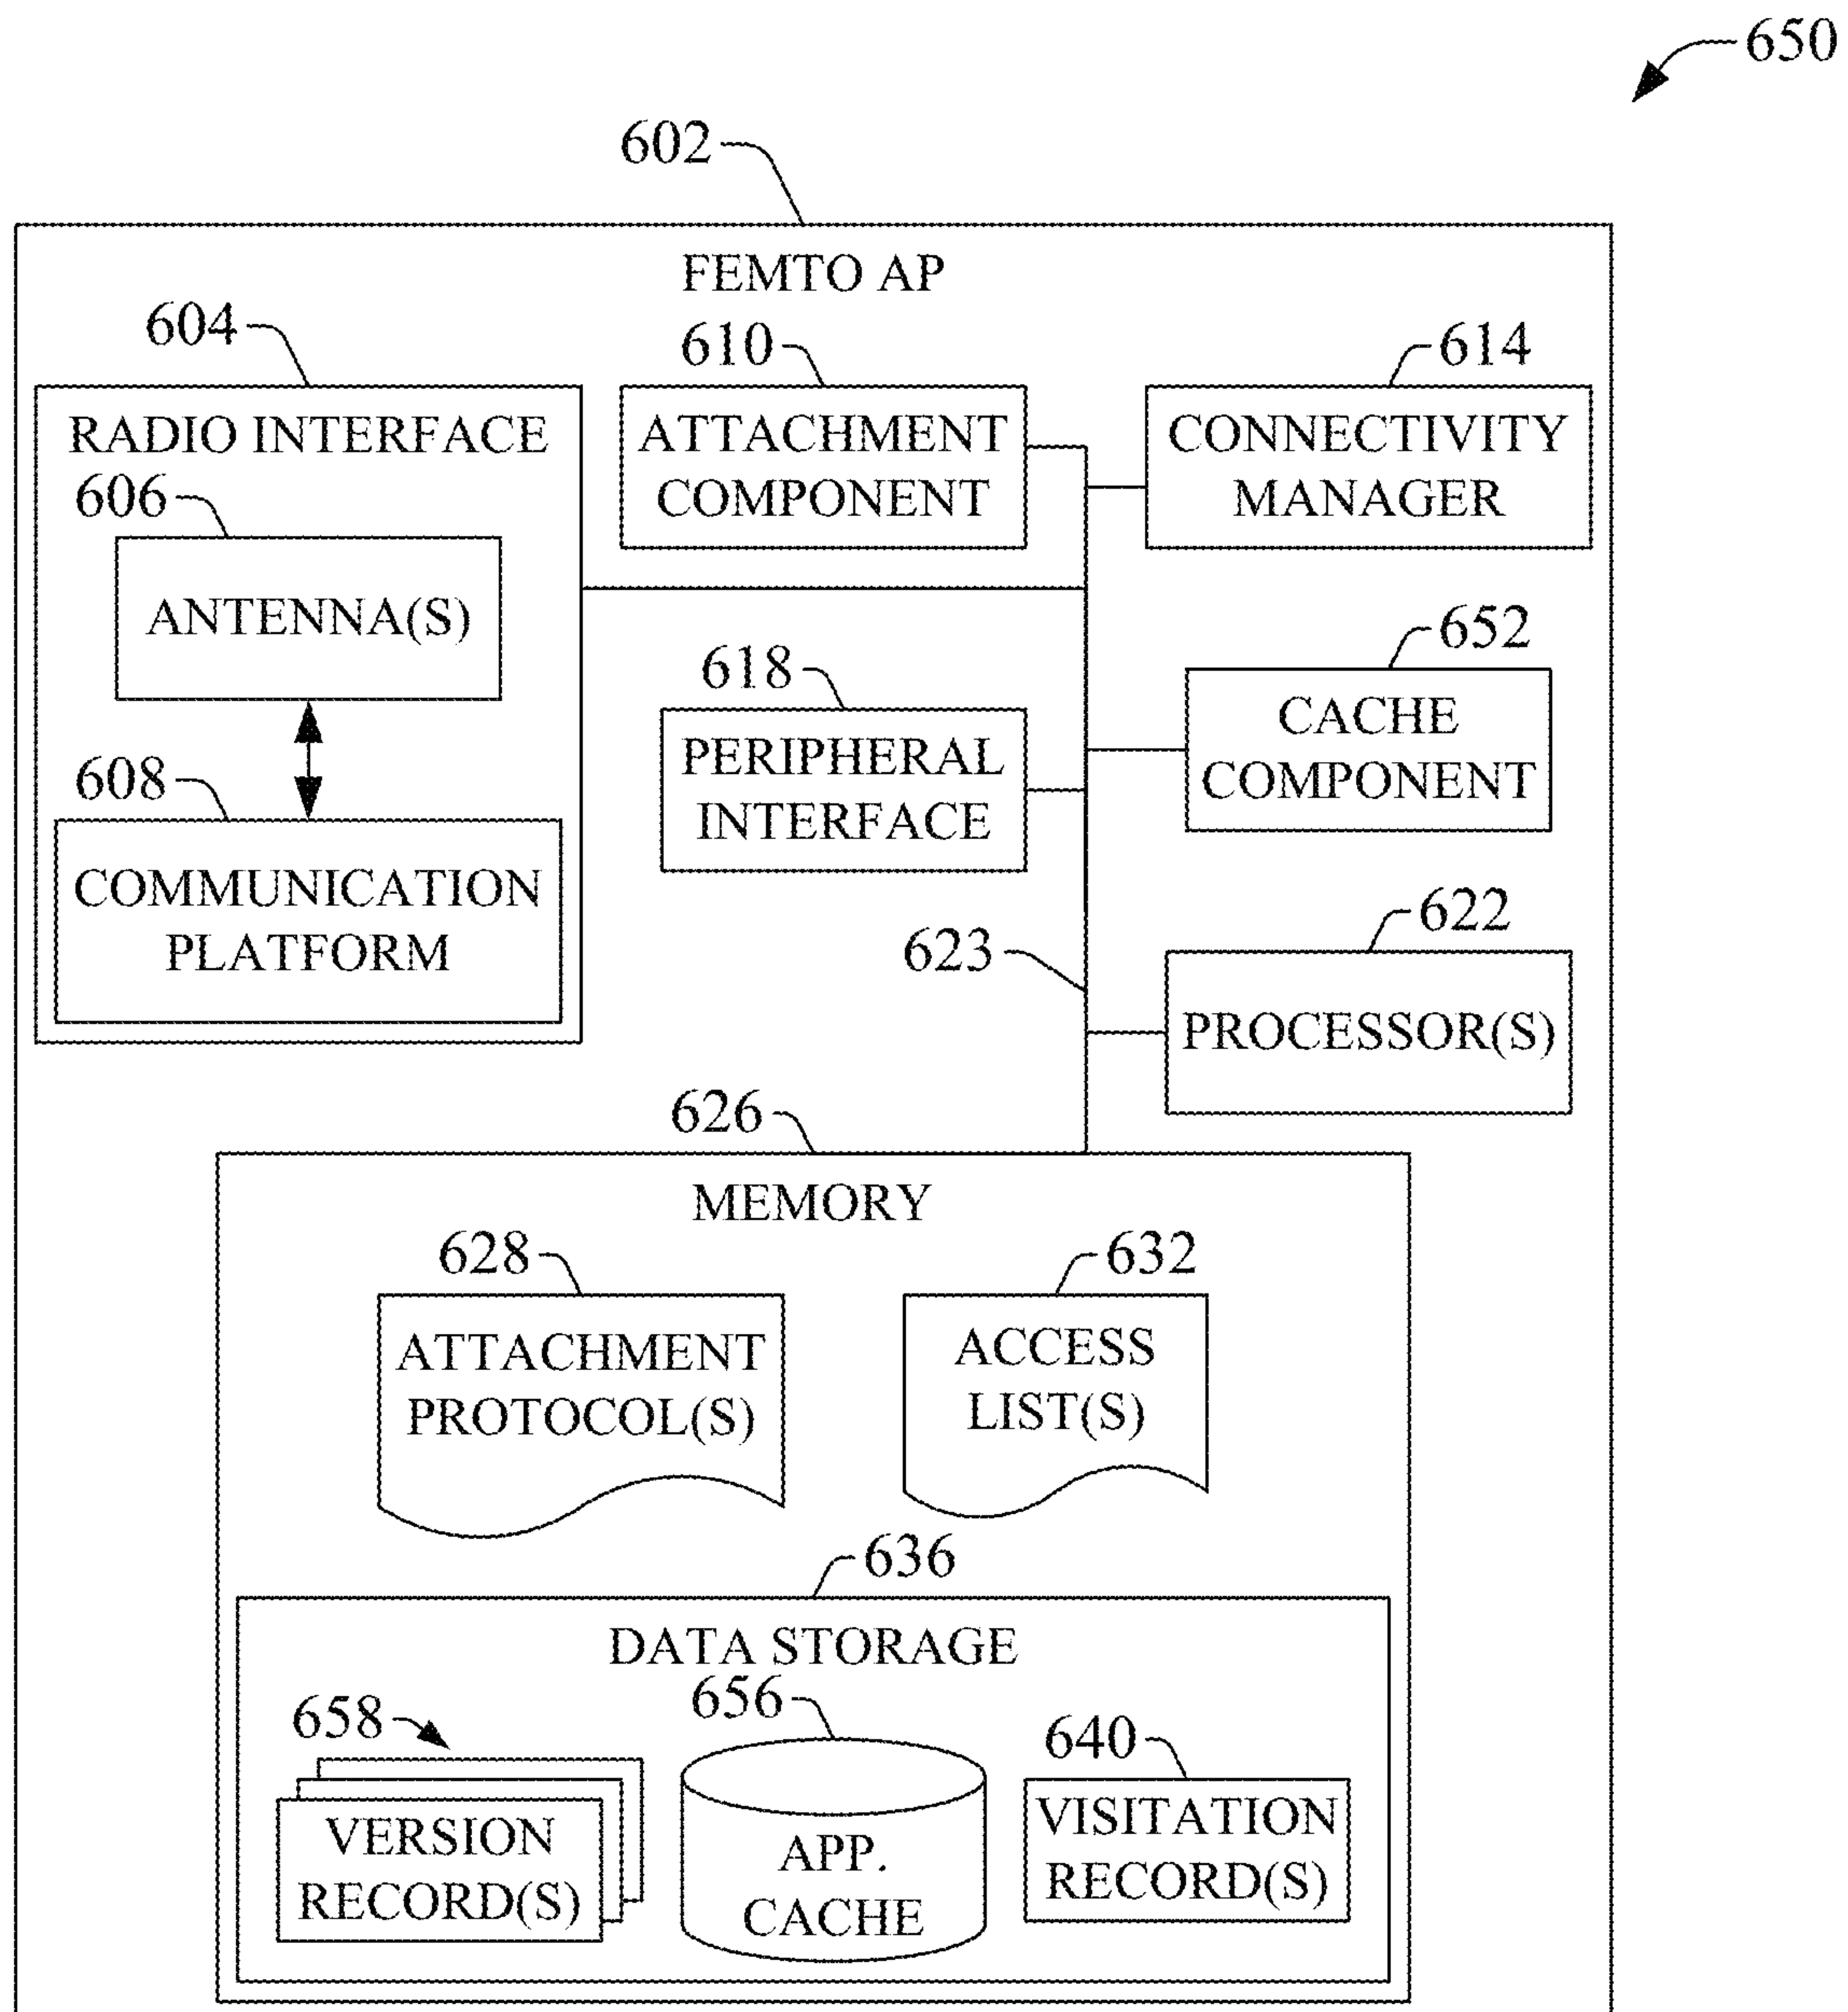 650
602
FEMTO AP
604
610
614
RADIO INTERFACE
ATTACHMENT
COMPONENT
CONNECTIVITY
MANAGER
606
ANTENNA(S)
652
618
CACHE
COMPONENT
PERIPHERAL
INTERFACE
608
COMMUNICATION
PLATFORM
622
623
PROCESSOR(S)
626
MEMORY
628
632
ATTACHMENT
PROTOCOL(S)
ACCESS
LIST(S)
636
DATA STORAGE
658
656
640
VERSION
RECORD(S)
APP.
CACHE
VISITATION
RECORD(S)